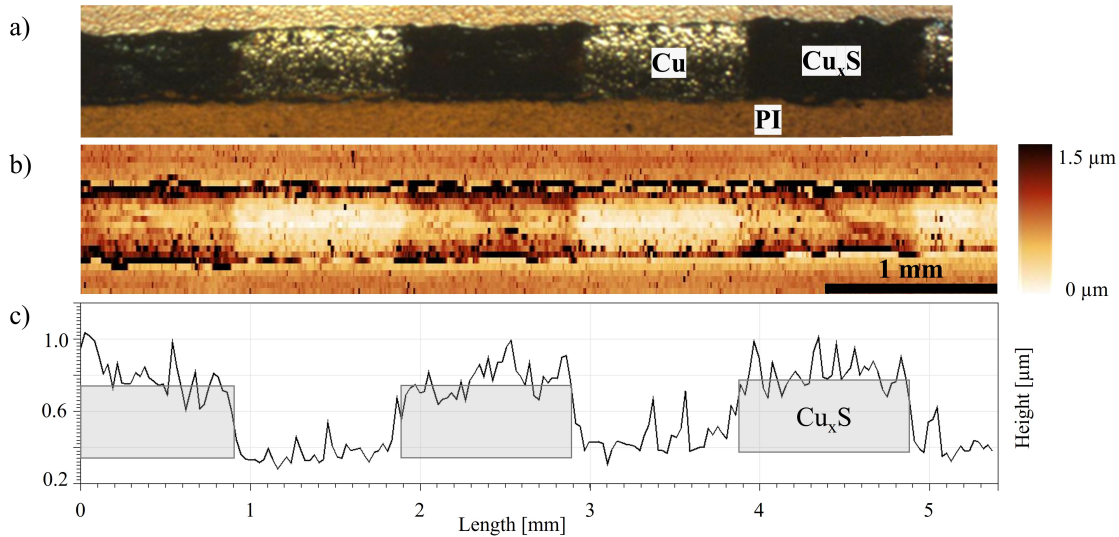 a)
Cu
CuₓS
PI
b)
1.5 µm
1 mm
0 µm
c)
1.0
0.6
0.2
CuₓS
Height [µm]
0 1 2 3 4 5
Length [mm]